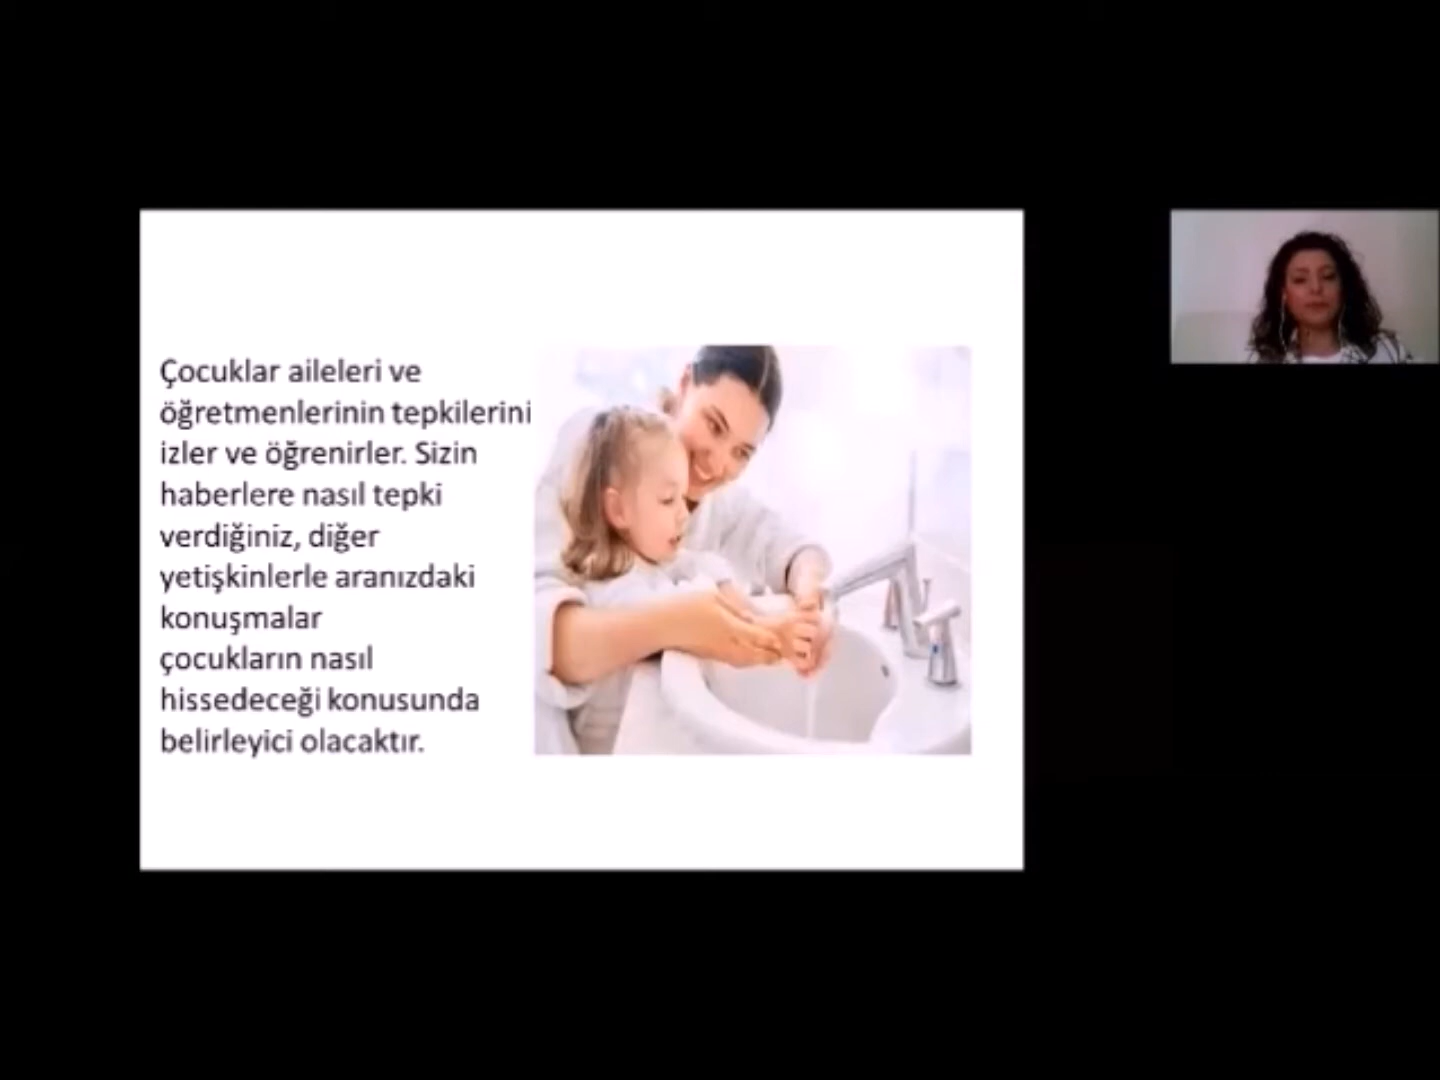 Çocuklar aileleri ve
öğretmenlerinin tepkilerini
izler ve öğrenirler. Sizin
haberlere nasıl tepki
verdiğiniz, diğer
yetişkinlerle aranızdaki
konuşmalar
çocukların nasıl
hissedeceği konusunda
belirleyici olacaktır.